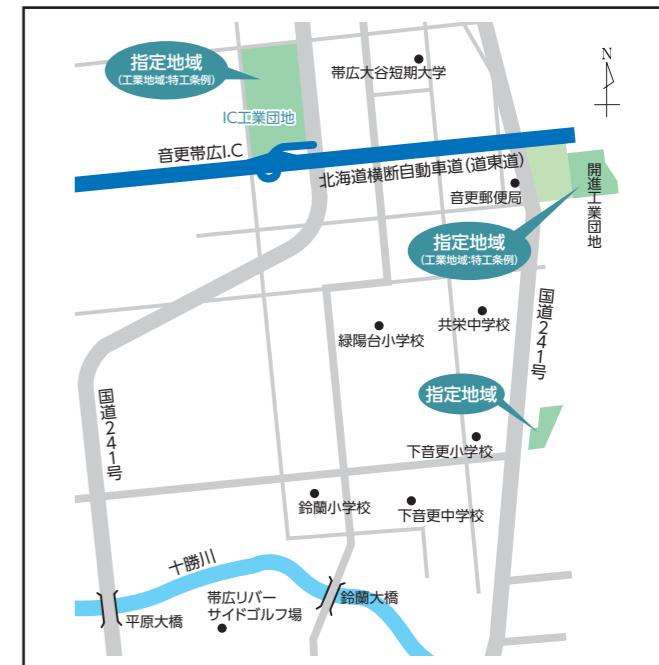 指定地域
(工業地域:特工条例)
帯広大谷短期大学
N
IC工業団地
音更帯広I.C
北海道横断自動車道(道東道)
音更郵便局
開進工業団地
指定地域
(工業地域:特工条例)
国道241号
共栄中学校
緑陽台小学校
国道241号
指定地域
下音更小学校
鈴蘭小学校
下音更中学校
十勝川
帯広リバー
サイドゴルフ場
鈴蘭大橋
平原大橋